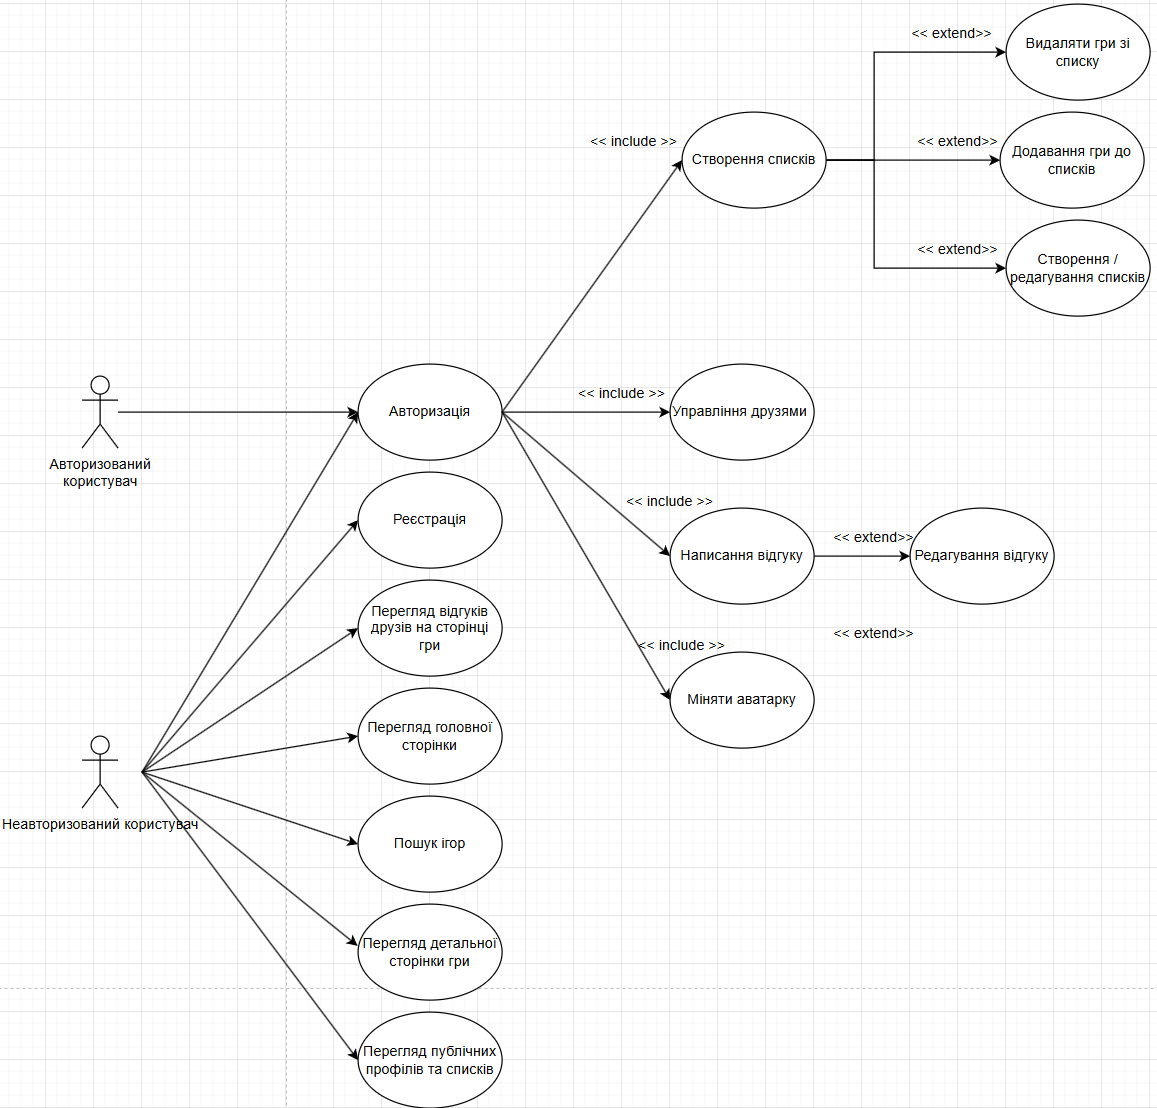 << extend>>
Видаляти гри зі
списку
<< include >>
Створення списків
<< extend>>
Додавання гри до
списків
<< extend>>
Створення /
редагування списків
Авторизований
користувач
Авторизація
<< include >>
Управління друзями
Реєстрація
<< include >>
Написання відгуку
<< extend>>
Редагування відгуку
Перегляд відгуків
друзів на сторінці
гри
<< extend>>
<< include >>
Міняти аватарку
Перегляд головної
сторінки
Неавторизований користувач
Пошук ігор
Перегляд детальної
сторінки гри
Перегляд публічних
профілів та списків